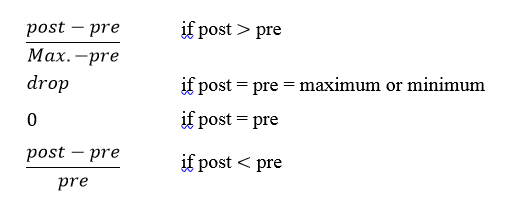 post − pre if post > pre
Max. −pre
drop if post = pre = maximum or minimum
0 if post = pre
post − pre if post < pre
pre